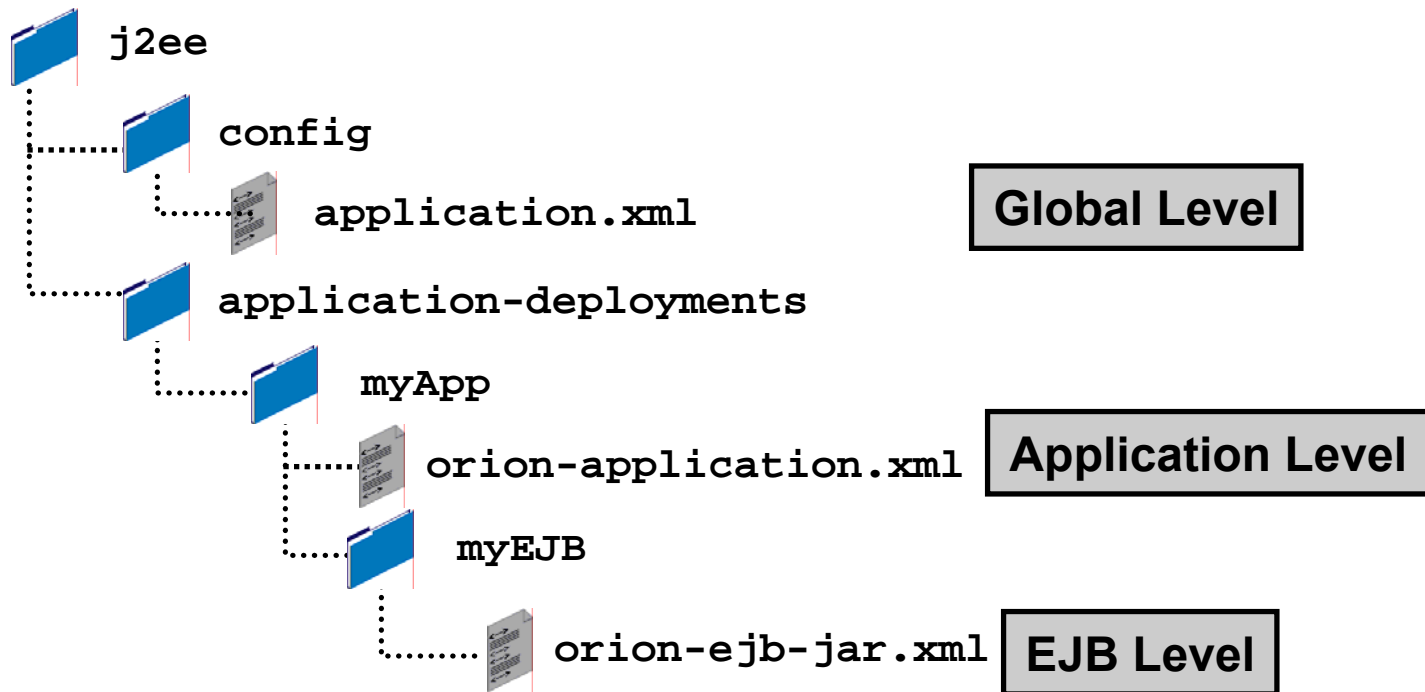 j2ee
config
application.xml
Global Level
application-deployments
myApp
orion-application.xml
Application Level
myEJB
orion-ejb-jar.xml
EJB Level